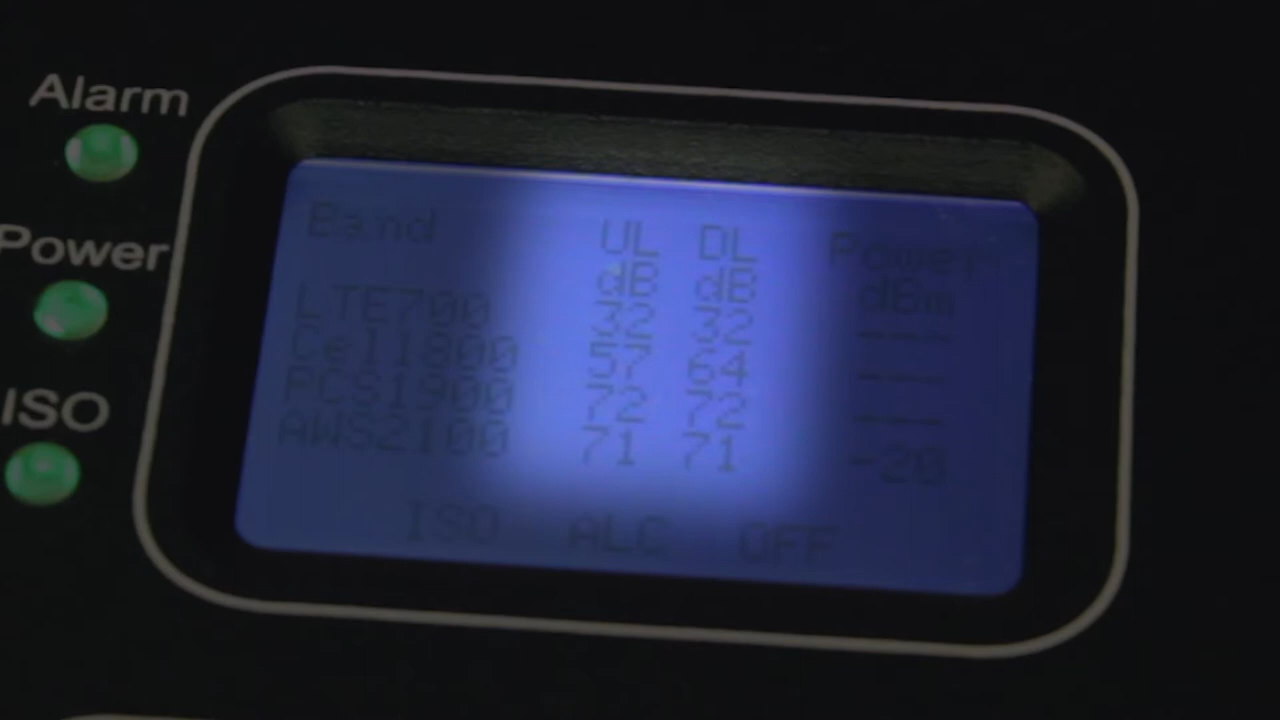 Alarm
Power
ISO
Band UL DL Power
dB dB dBm
LTE700 32 32 ---
Cell800 57 64 ---
PCS1900 72 72 ---
AWS2100 71 71 -20
ISO ALC OFF